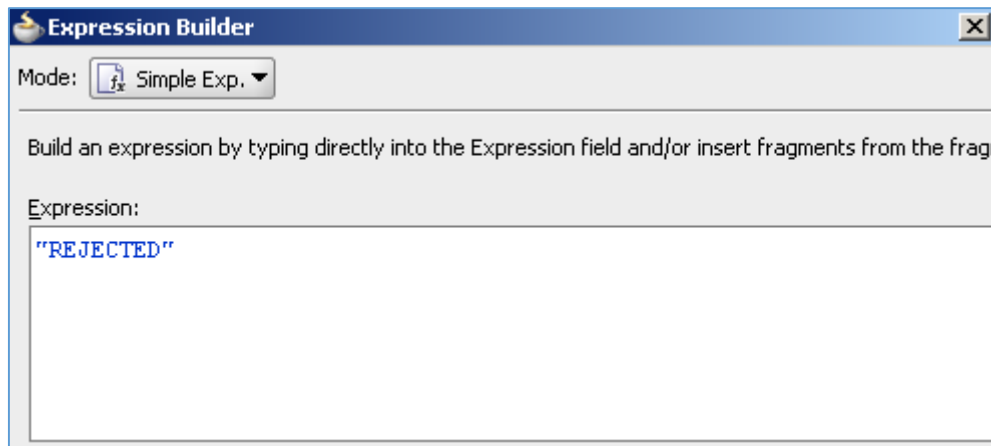 Expression Builder
Mode: Simple Exp.
Build an expression by typing directly into the Expression field and/or insert fragments from the
Expression:
"REJECTED"